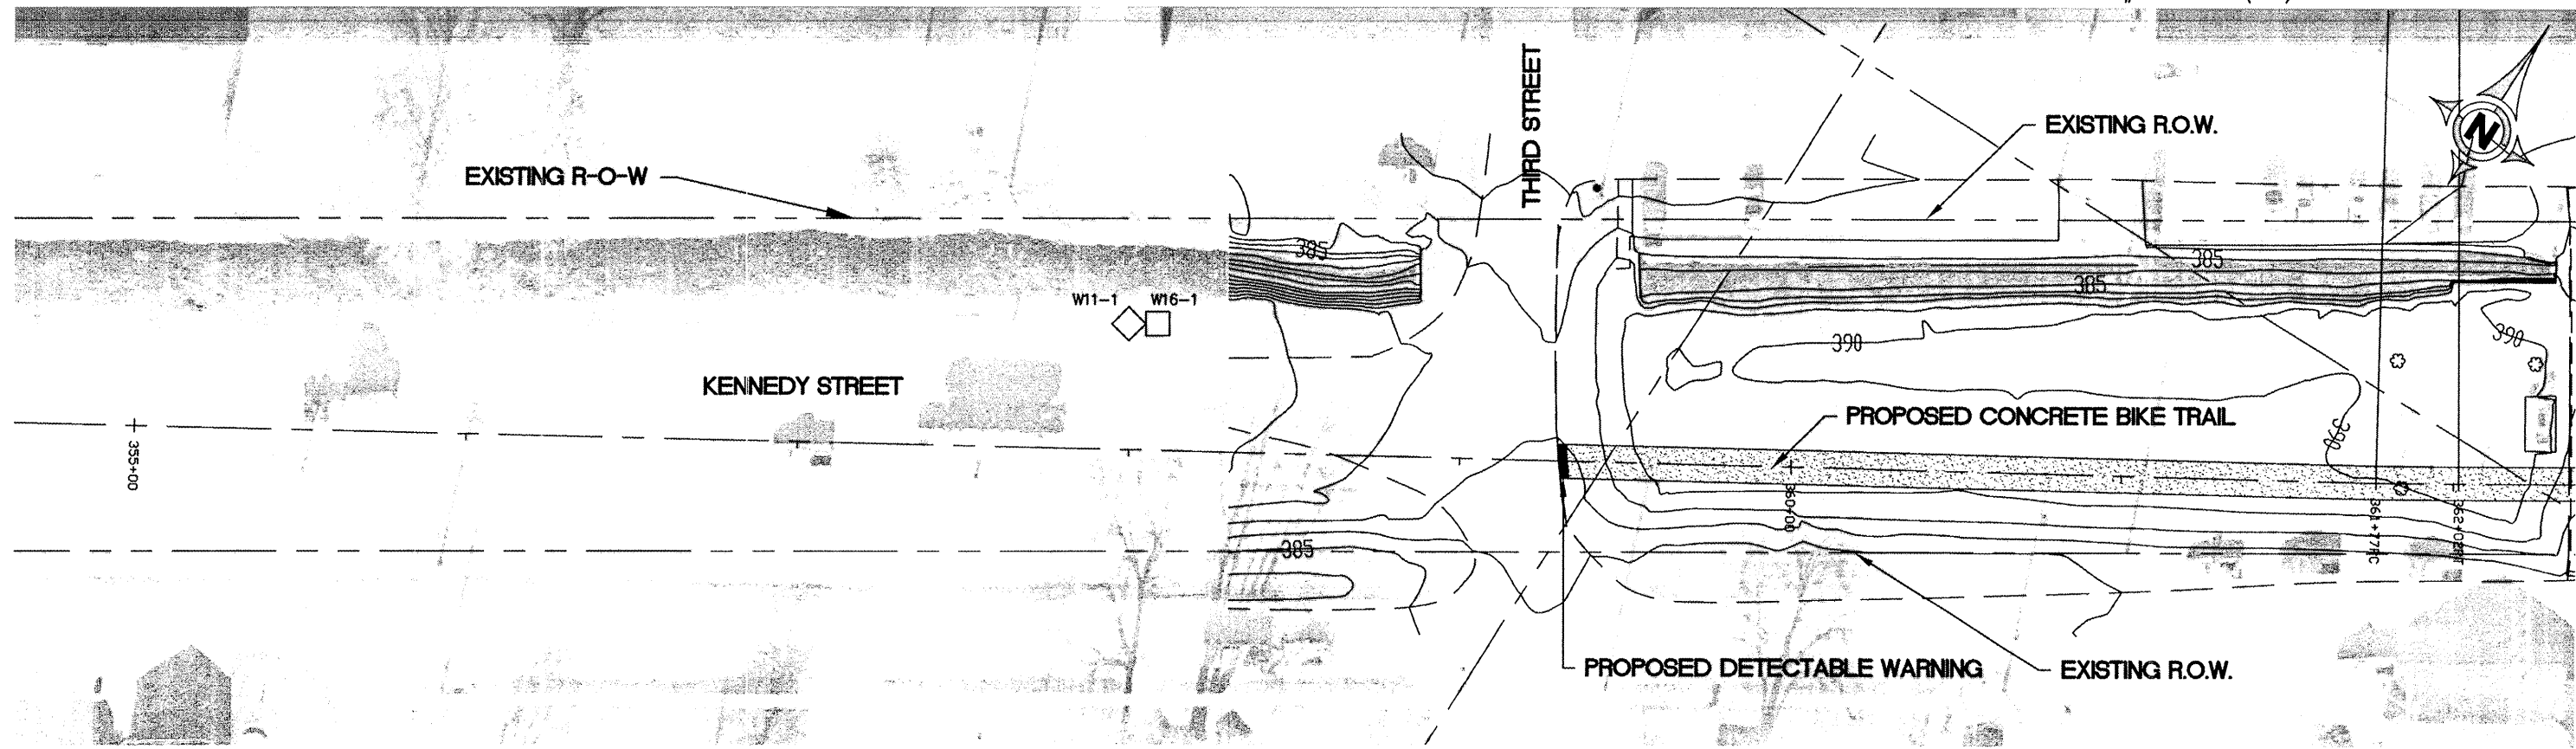 THIRD STREET
EXISTING R-O-W
EXISTING R.O.W.
N
385
385
385
W11-1 W16-1
390
390
KENNEDY STREET
PROPOSED CONCRETE BIKE TRAIL
390
355+00
360+00
385
PROPOSED DETECTABLE WARNING
EXISTING R.O.W.